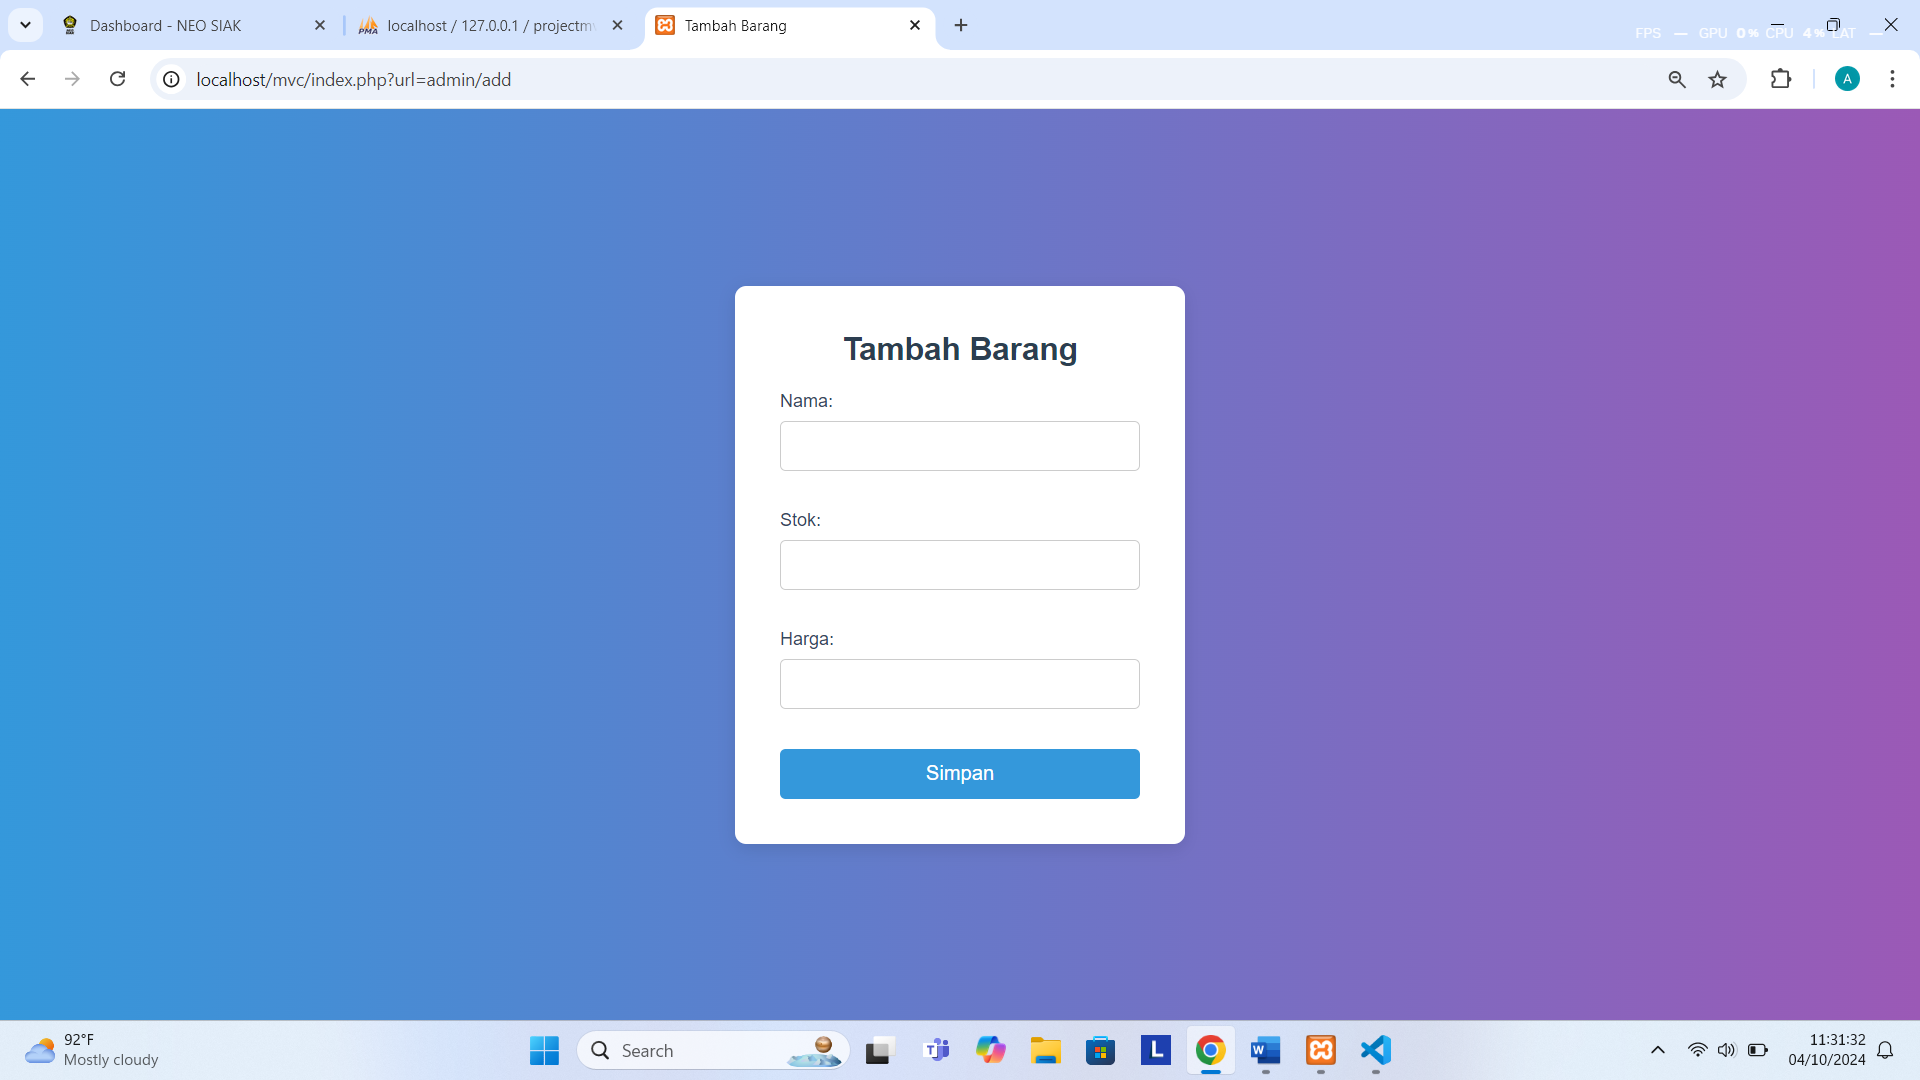 Dashboard - NEO SIAK
PMA
localhost / 127.0.0.1 / projectm
Tambah Barang
FPS — GPU 0% CPU 4% LAT —
localhost/mvc/index.php?url=admin/add
A
Tambah Barang
Nama:
Stok:
Harga:
Simpan
92°F
Mostly cloudy
Search
T
L
W
11:31:32
04/10/2024